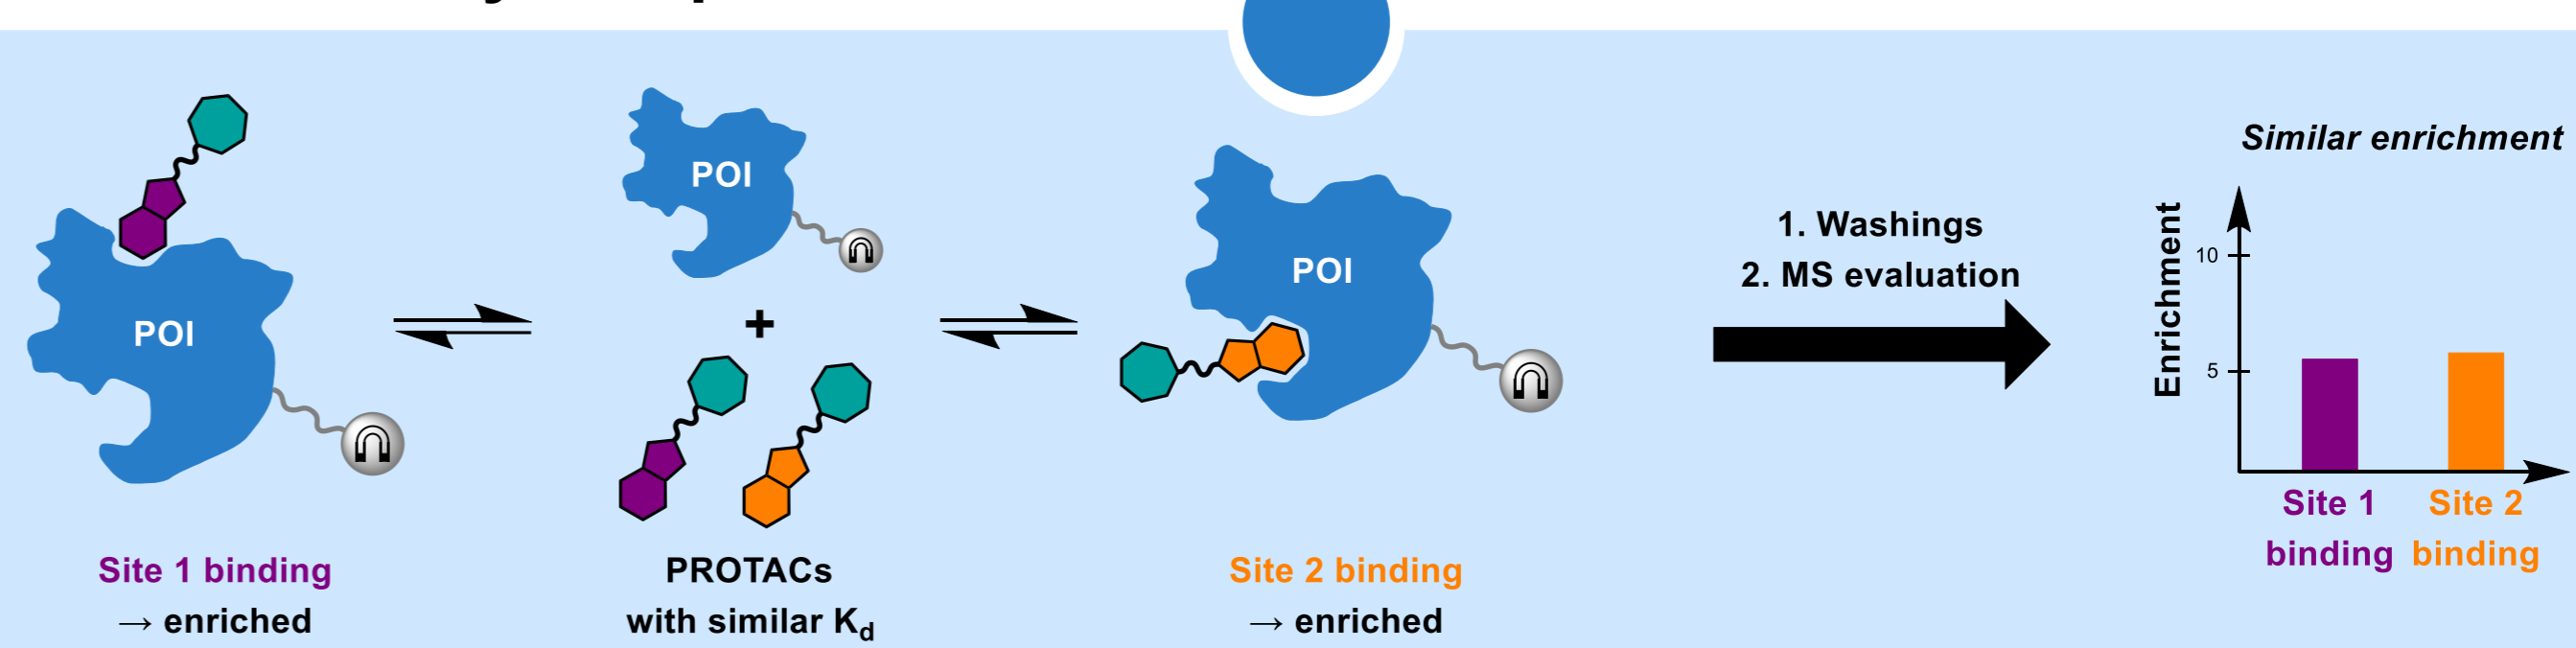 POI
Site 1 binding
→ enriched
POI
+
PROTACs
with similar Kd
POI
Site 2 binding
→ enriched
1. Washings
2. MS evaluation
Similar enrichment
Enrichment
10
5
Site 1
binding
Site 2
binding